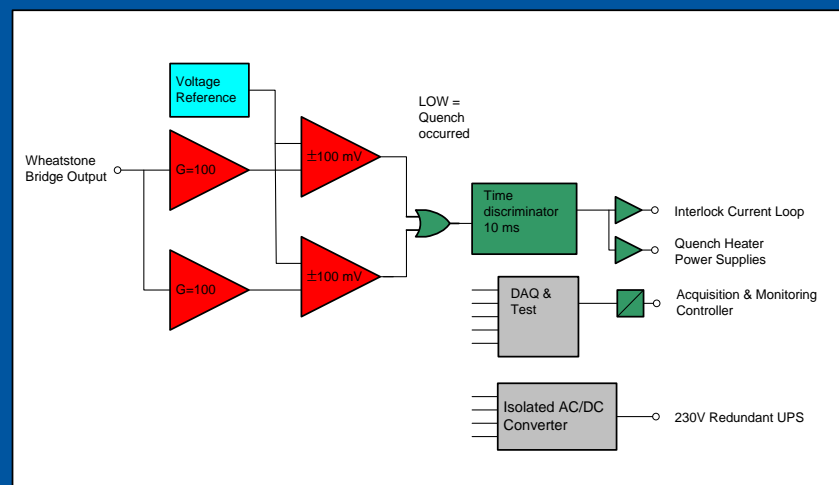 Voltage
Reference
LOW =
Quench
occurred
Wheatstone
Bridge Output
G=100
±100 mV
Time
discriminator
10 ms
Interlock Current Loop
Quench Heater
Power Supplies
G=100
±100 mV
DAQ &
Test
Acquisition & Monitoring
Controller
Isolated AC/DC
Converter
230V Redundant UPS